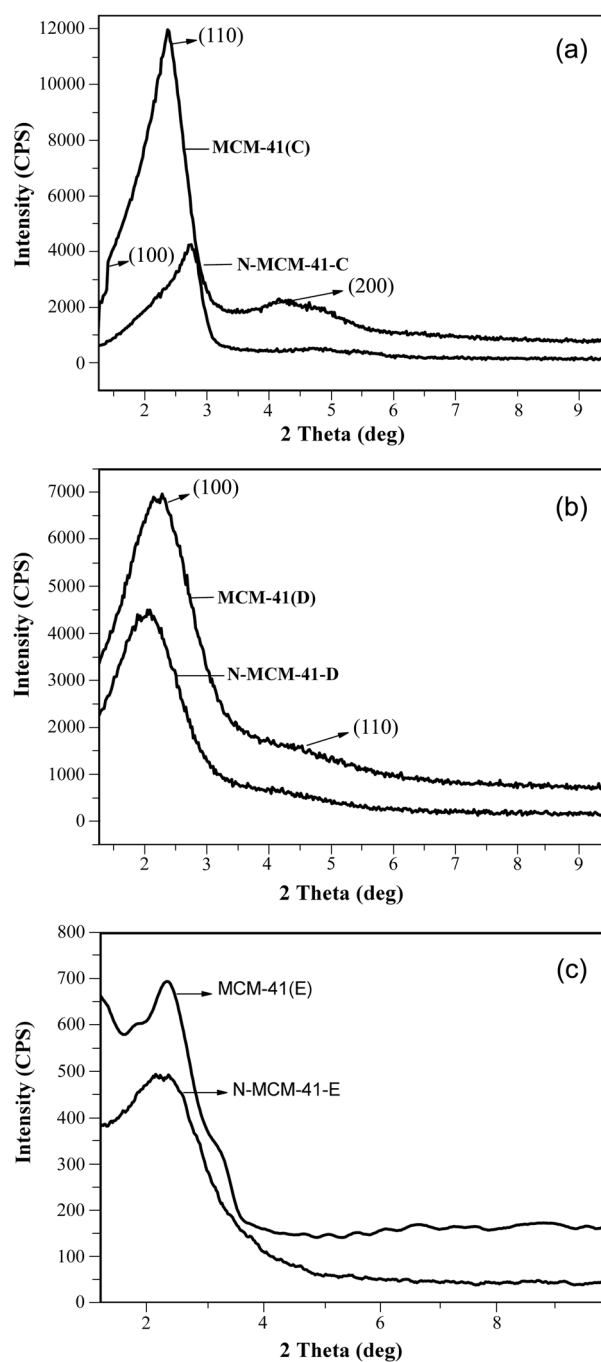 (a)
12000
10000
8000
6000
4000
2000
0
Intensity (CPS)
(110)
MCM-41(C)
(100)
N-MCM-41-C
(200)
2 3 4 5 6 7 8 9
2 Theta (deg)
(b)
7000
6000
5000
4000
3000
2000
1000
0
Intensity (CPS)
(100)
MCM-41(D)
N-MCM-41-D
(110)
2 3 4 5 6 7 8 9
2 Theta (deg)
(c)
800
700
600
500
400
300
200
100
0
Intensity (CPS)
MCM-41(E)
N-MCM-41-E
2 4 6 8
2 Theta (deg)